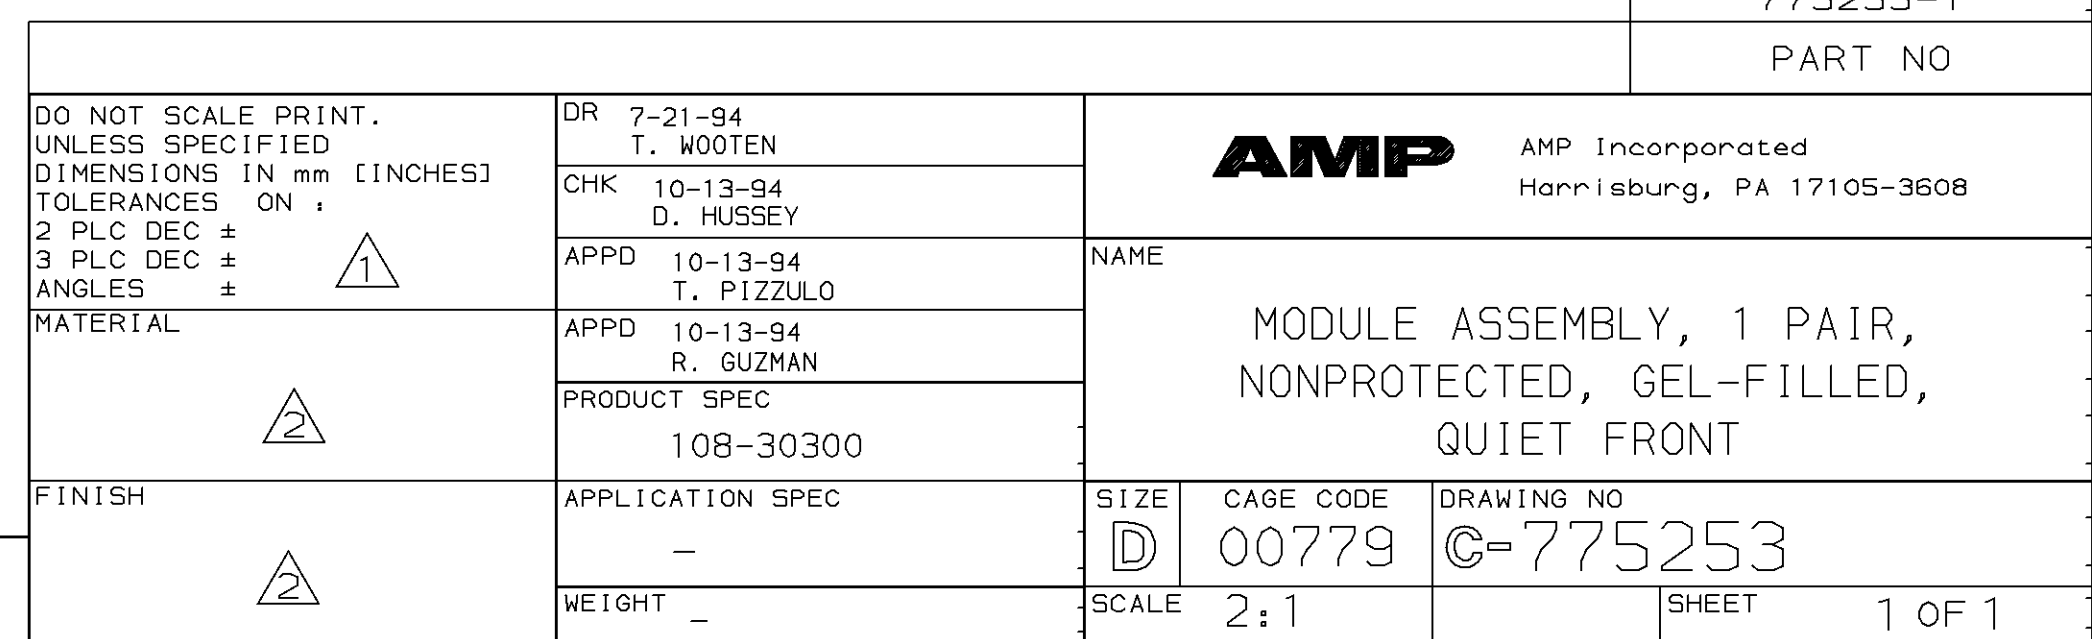 775253-1
PART NO
DO NOT SCALE PRINT.
UNLESS SPECIFIED
DIMENSIONS IN mm [INCHES]
TOLERANCES ON :
2 PLC DEC ±
3 PLC DEC ±
ANGLES ±
1
MATERIAL
2
FINISH
2
DR 7-21-94
T. WOOTEN
CHK 10-13-94
D. HUSSEY
APPD 10-13-94
T. PIZZULO
APPD 10-13-94
R. GUZMAN
PRODUCT SPEC
108-30300
APPLICATION SPEC
–
WEIGHT –
AMP
AMP Incorporated
Harrisburg, PA 17105-3608
NAME
MODULE ASSEMBLY, 1 PAIR,
NONPROTECTED, GEL-FILLED,
QUIET FRONT
SIZE
D
CAGE CODE
00779
DRAWING NO
C-775253
SCALE 2:1
SHEET 1 OF 1